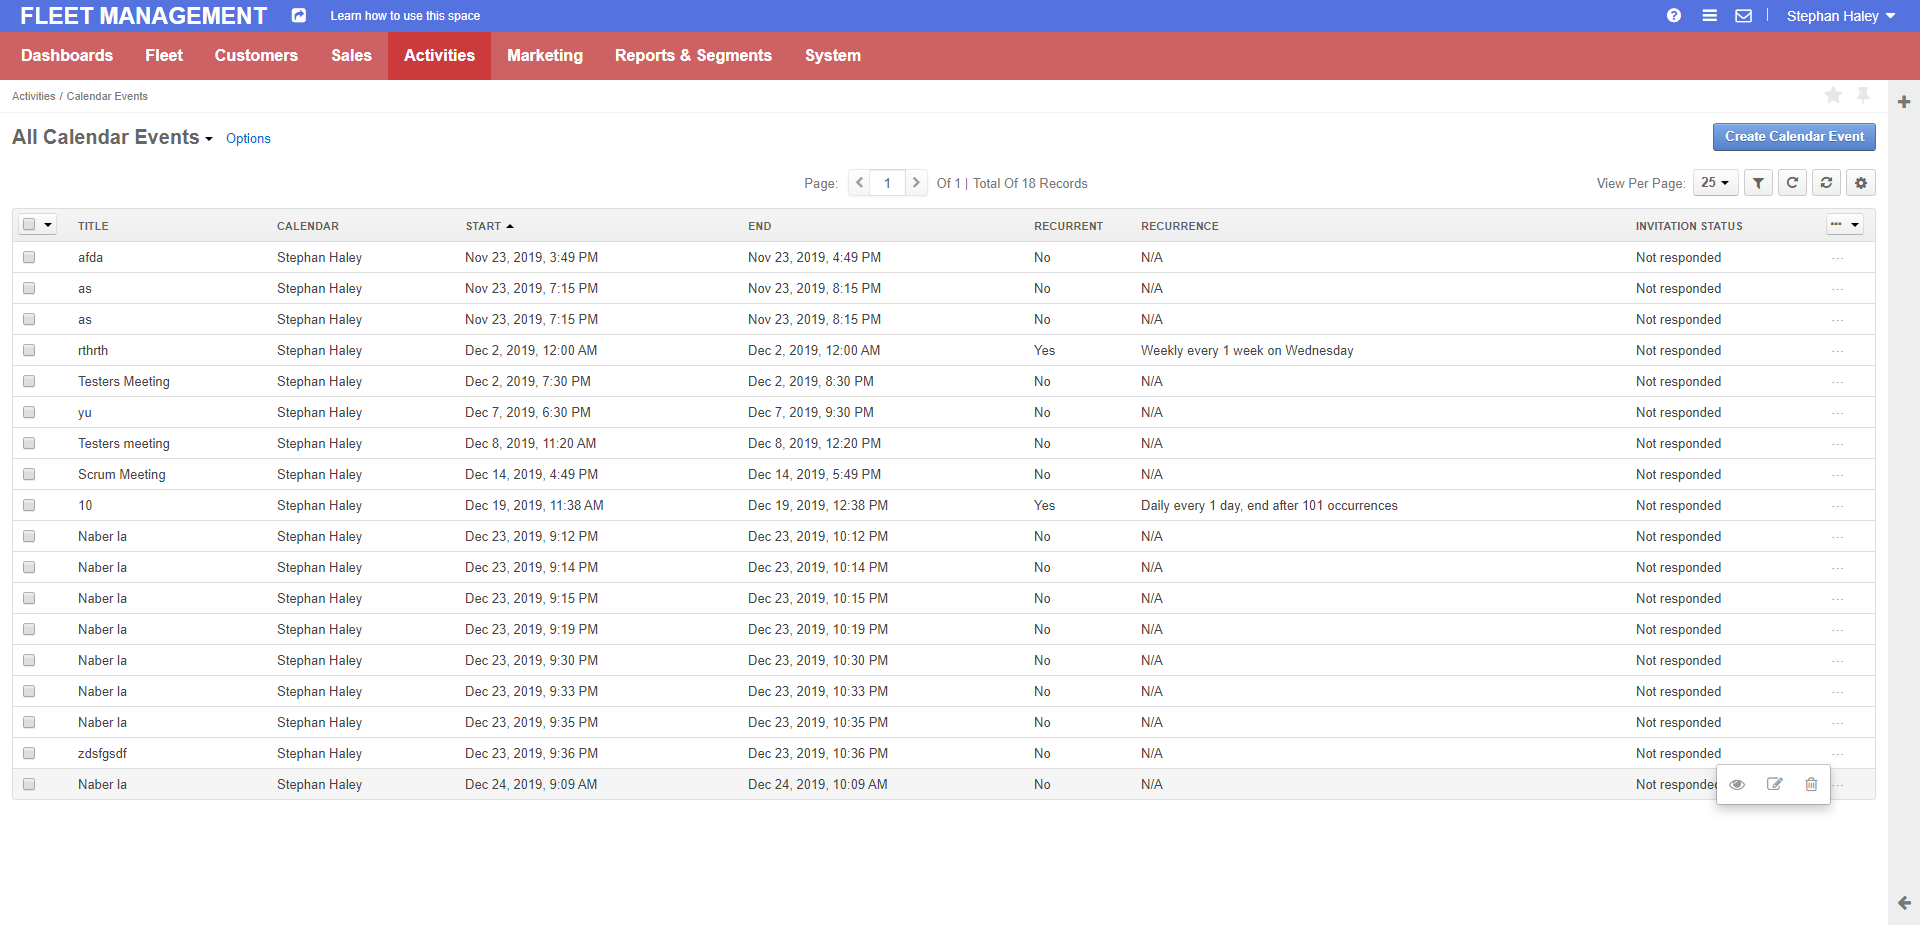 FLEET MANAGEMENT Learn how to use this space Stephan Haley
Dashboards Fleet Customers Sales Activities Marketing Reports & Segments System
Activities / Calendar Events
All Calendar Events Options Create Calendar Event
Page: 1 Of 1 | Total Of 18 Records View Per Page: 25
TITLE CALENDAR START END RECURRENT RECURRENCE INVITATION STATUS
afda Stephan Haley Nov 23, 2019, 3:49 PM Nov 23, 2019, 4:49 PM No N/A Not responded
as Stephan Haley Nov 23, 2019, 7:15 PM Nov 23, 2019, 8:15 PM No N/A Not responded
as Stephan Haley Nov 23, 2019, 7:15 PM Nov 23, 2019, 8:15 PM No N/A Not responded
rthrth Stephan Haley Dec 2, 2019, 12:00 AM Dec 2, 2019, 12:00 AM Yes Weekly every 1 week on Wednesday Not responded
Testers Meeting Stephan Haley Dec 2, 2019, 7:30 PM Dec 2, 2019, 8:30 PM No N/A Not responded
yu Stephan Haley Dec 7, 2019, 6:30 PM Dec 7, 2019, 9:30 PM No N/A Not responded
Testers meeting Stephan Haley Dec 8, 2019, 11:20 AM Dec 8, 2019, 12:20 PM No N/A Not responded
Scrum Meeting Stephan Haley Dec 14, 2019, 4:49 PM Dec 14, 2019, 5:49 PM No N/A Not responded
10 Stephan Haley Dec 19, 2019, 11:38 AM Dec 19, 2019, 12:38 PM Yes Daily every 1 day, end after 101 occurrences Not responded
Naber la Stephan Haley Dec 23, 2019, 9:12 PM Dec 23, 2019, 10:12 PM No N/A Not responded
Naber la Stephan Haley Dec 23, 2019, 9:14 PM Dec 23, 2019, 10:14 PM No N/A Not responded
Naber la Stephan Haley Dec 23, 2019, 9:15 PM Dec 23, 2019, 10:15 PM No N/A Not responded
Naber la Stephan Haley Dec 23, 2019, 9:19 PM Dec 23, 2019, 10:19 PM No N/A Not responded
Naber la Stephan Haley Dec 23, 2019, 9:30 PM Dec 23, 2019, 10:30 PM No N/A Not responded
Naber la Stephan Haley Dec 23, 2019, 9:33 PM Dec 23, 2019, 10:33 PM No N/A Not responded
Naber la Stephan Haley Dec 23, 2019, 9:35 PM Dec 23, 2019, 10:35 PM No N/A Not responded
zdsfgsdf Stephan Haley Dec 23, 2019, 9:36 PM Dec 23, 2019, 10:36 PM No N/A Not responded
Naber la Stephan Haley Dec 24, 2019, 9:09 AM Dec 24, 2019, 10:09 AM No N/A Not responded